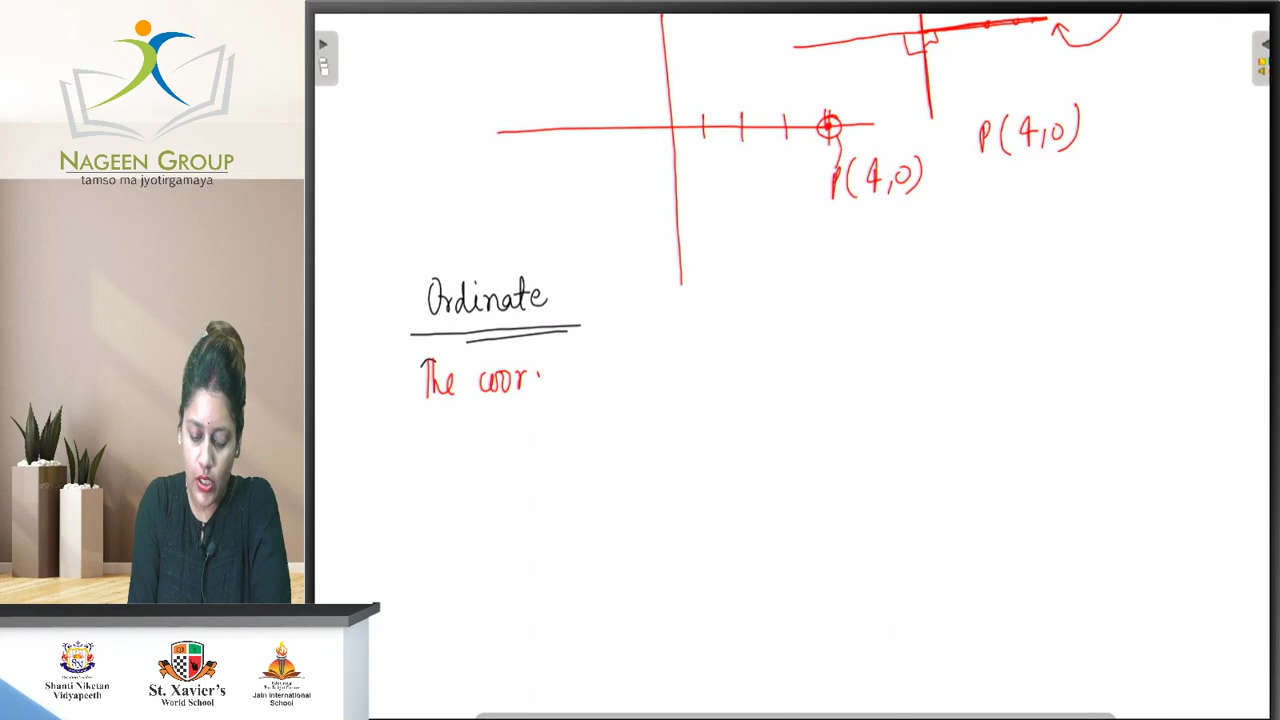 NAGEEN GROUP
tamso ma jyotirgamaya
P(4,0)
P(4,0)
Ordinate
The coor
Shanti Niketan
Vidyapeeth
St. Xavier's
World School
Jain International
School